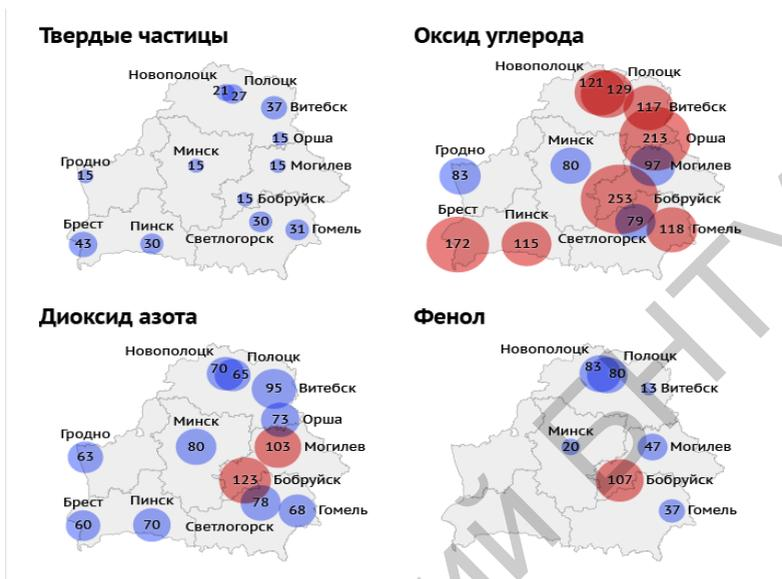 Твердые частицы
Новополоцк
Полоцк
21
27
37 Витебск
15 Орша
Минск
15
15 Могилев
Гродно
15
15 Бобруйск
Брест
43
Пинск
30
30
Светлогорск
31 Гомель
Оксид углерода
Новополоцк
Полоцк
121
129
117 Витебск
213 Орша
Минск
80
97 Могилев
Гродно
83
253 Бобруйск
Брест
172
Пинск
115
79
Светлогорск
118 Гомель
Диоксид азота
Новополоцк
Полоцк
70
65
95 Витебск
73 Орша
Минск
80
103 Могилев
Гродно
63
123 Бобруйск
Брест
60
Пинск
70
78
Светлогорск
68 Гомель
Фенол
Новополоцк
Полоцк
83
80
13 Витебск
Минск
20
47 Могилев
107 Бобруйск
37 Гомель
ИЙ БНТУ